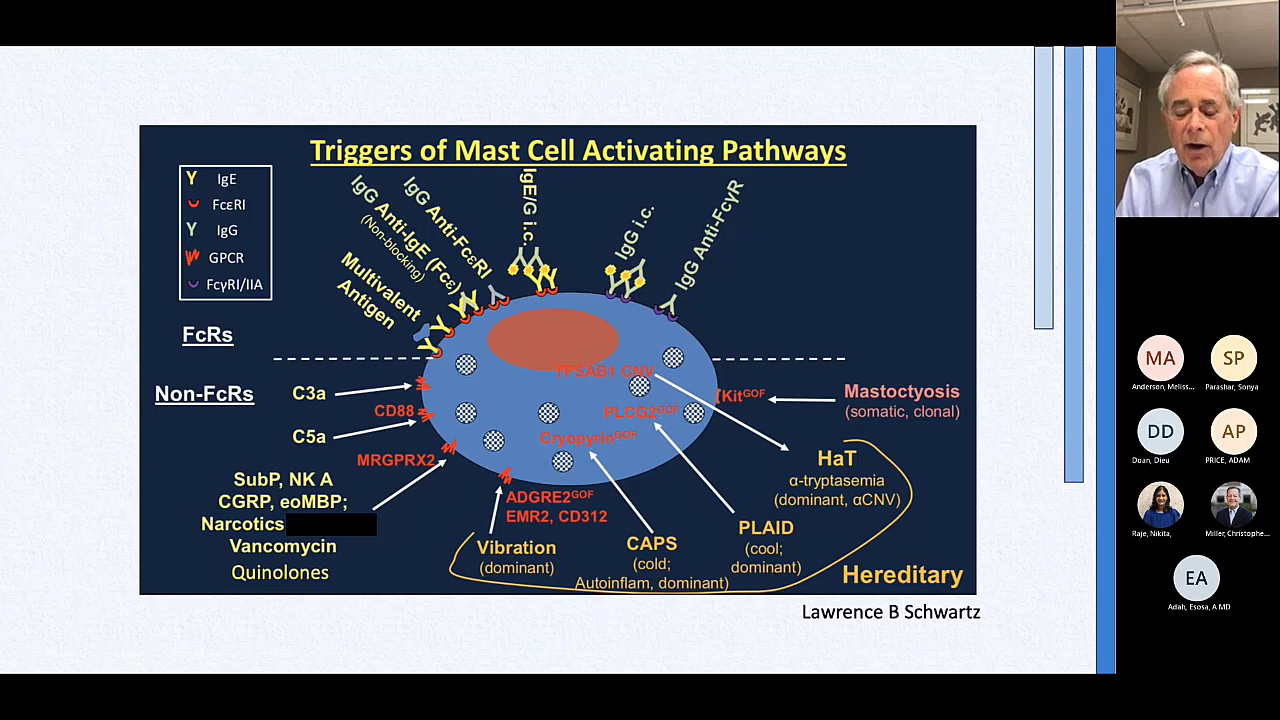 Triggers of Mast Cell Activating Pathways
IgE
FcεRI
IgG
GPCR
FcγRI/IIA
Multivalent
Antigen
IgG Anti-IgE (Fcε)
(Non-blocking)
IgG Anti-FcεRI
IgE/G i.c.
IgG i.c.
IgG Anti-FcγR
FcRs
Non-FcRs
C3a
CD88
C5a
MRGPRX2
SubP, NK A
CGRP, eoMBP;
Narcotics
Vancomycin
Quinolones
TPSAB1 CNV
PLCG2GOF
CryopyrinGOF
KitGOF
Mastoctyosis
(somatic, clonal)
HaT
α-tryptasemia
(dominant, αCNV)
ADGRE2GOF
EMR2, CD312
Vibration
(dominant)
CAPS
(cold;
Autoinflam, dominant)
PLAID
(cool;
dominant)
Hereditary
Lawrence B Schwartz
MA
Anderson, Meliss...
SP
Parashar, Sonya
DD
Doan, Dieu
AP
PRICE, ADAM
Raje, Nikita,
Miller, Christophe...
EA
Adah, Esosa, A MD